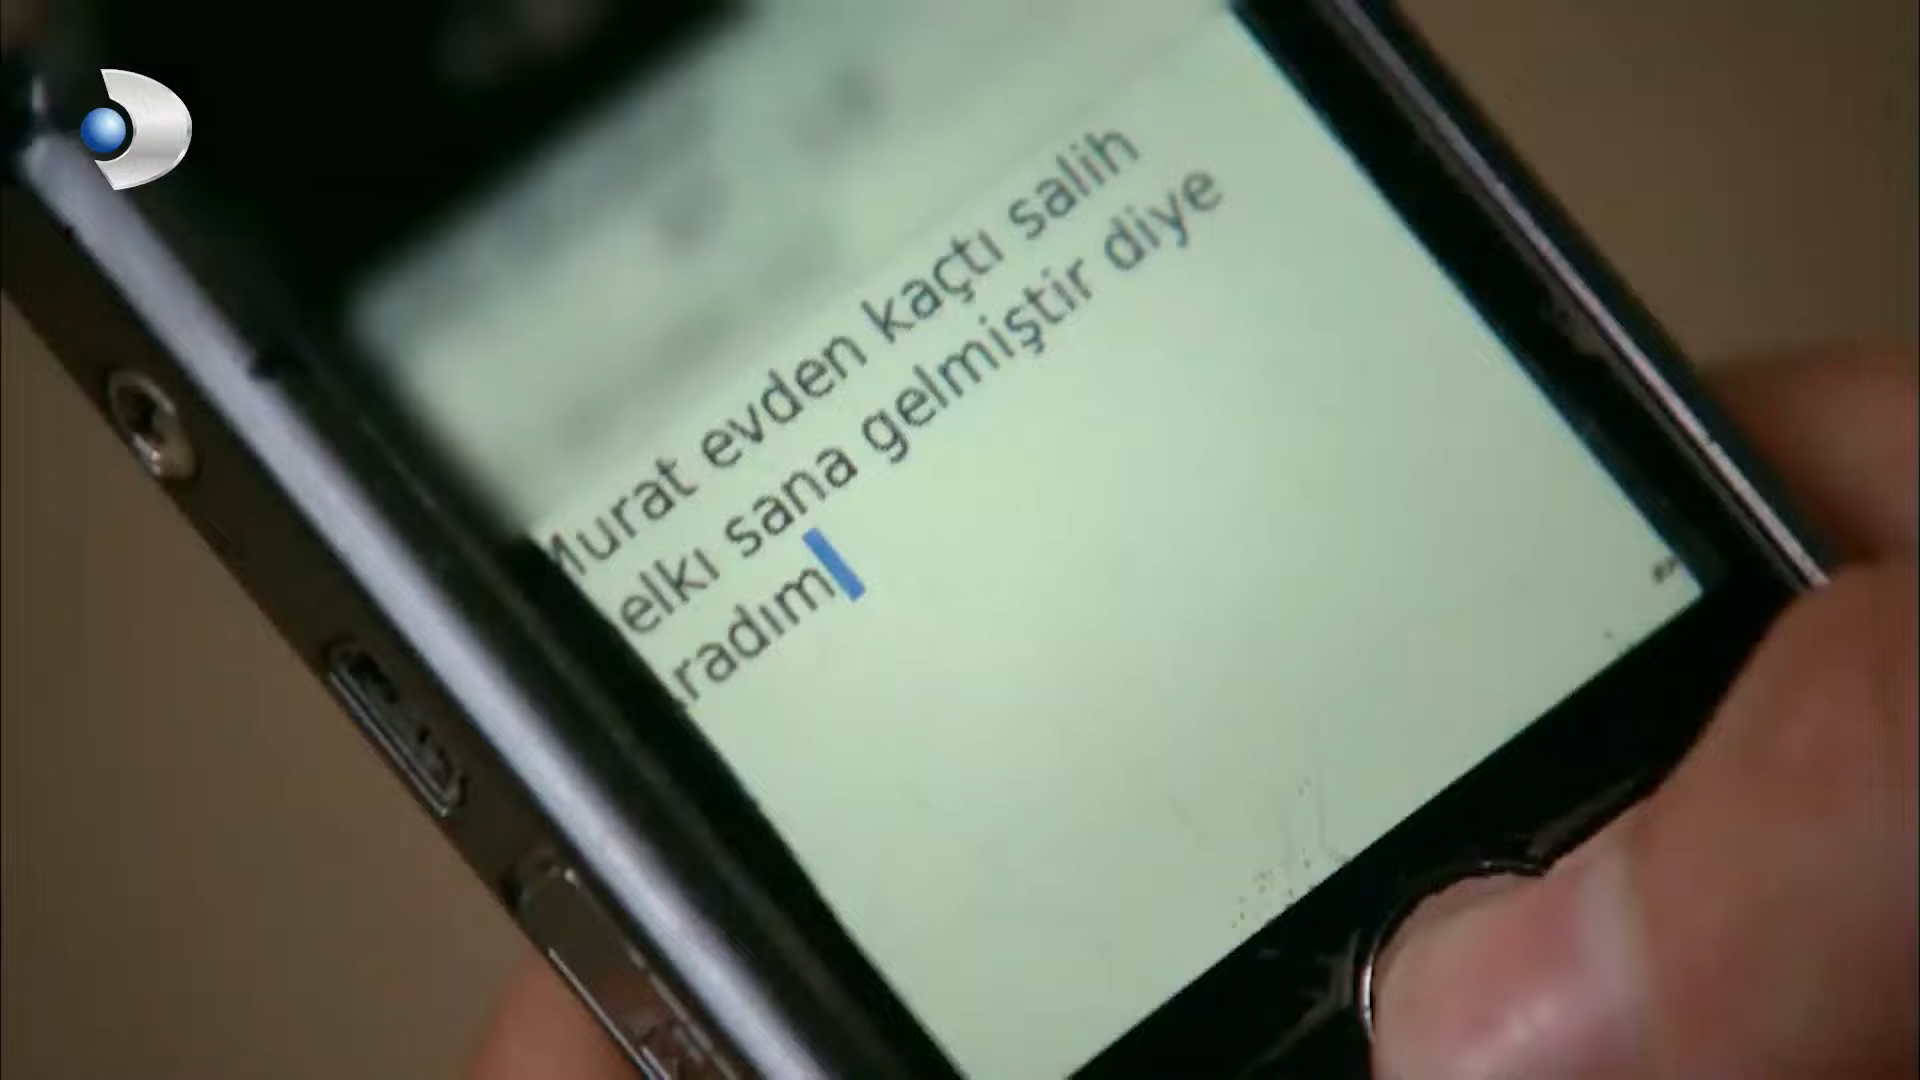 Murat evden kaçtı salih
elkı sana gelmiştir diye
radım